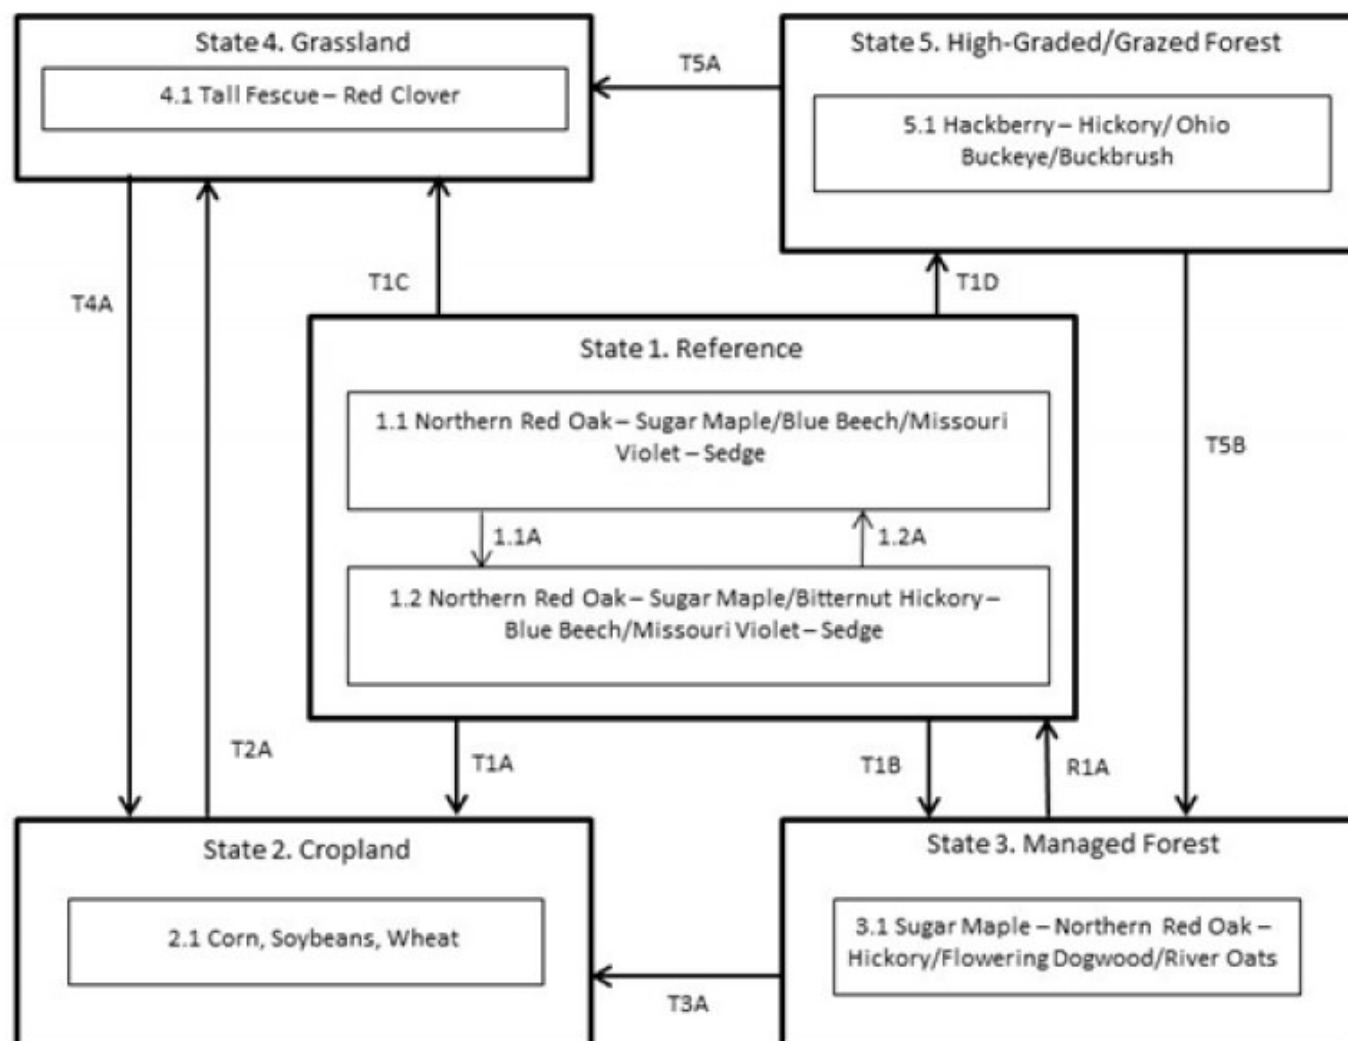 State 4. Grassland
4.1 Tall Fescue – Red Clover
T5A
State 5. High-Graded/Grazed Forest
5.1 Hackberry – Hickory/ Ohio
Buckeye/Buckbrush
T4A
T1C
T1D
State 1. Reference
1.1 Northern Red Oak – Sugar Maple/Blue Beech/Missouri
Violet – Sedge
1.1A
1.2A
1.2 Northern Red Oak – Sugar Maple/Bitternut Hickory –
Blue Beech/Missouri Violet – Sedge
T5B
T2A
T1A
T1B
R1A
State 2. Cropland
2.1 Corn, Soybeans, Wheat
T3A
State 3. Managed Forest
3.1 Sugar Maple – Northern Red Oak –
Hickory/Flowering Dogwood/River Oats